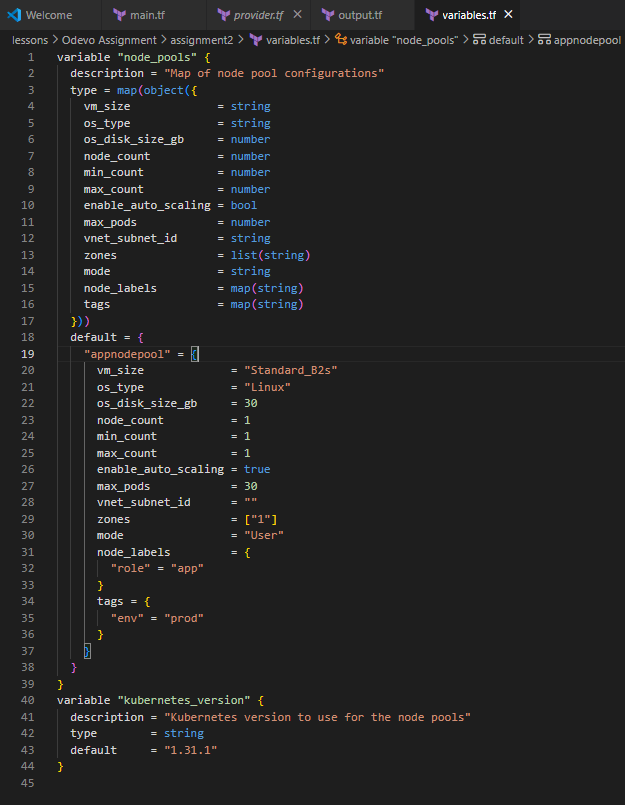 Welcome main.tf provider.tf output.tf variables.tf
lessons > Odevo Assignment > assignment2 > variables.tf > variable "node_pools" > default > appnodepool
1 variable "node_pools" {
2 description = "Map of node pool configurations"
3 type = map(object({
4 vm_size = string
5 os_type = string
6 os_disk_size_gb = number
7 node_count = number
8 min_count = number
9 max_count = number
10 enable_auto_scaling = bool
11 max_pods = number
12 vnet_subnet_id = string
13 zones = list(string)
14 mode = string
15 node_labels = map(string)
16 tags = map(string)
17 }))
18 default = {
19 "appnodepool" = {
20 vm_size = "Standard_B2s"
21 os_type = "Linux"
22 os_disk_size_gb = 30
23 node_count = 1
24 min_count = 1
25 max_count = 1
26 enable_auto_scaling = true
27 max_pods = 30
28 vnet_subnet_id = ""
29 zones = ["1"]
30 mode = "User"
31 node_labels = {
32 "role" = "app"
33 }
34 tags = {
35 "env" = "prod"
36 }
37 }
38 }
39 }
40 variable "kubernetes_version" {
41 description = "Kubernetes version to use for the node pools"
42 type = string
43 default = "1.31.1"
44 }
45